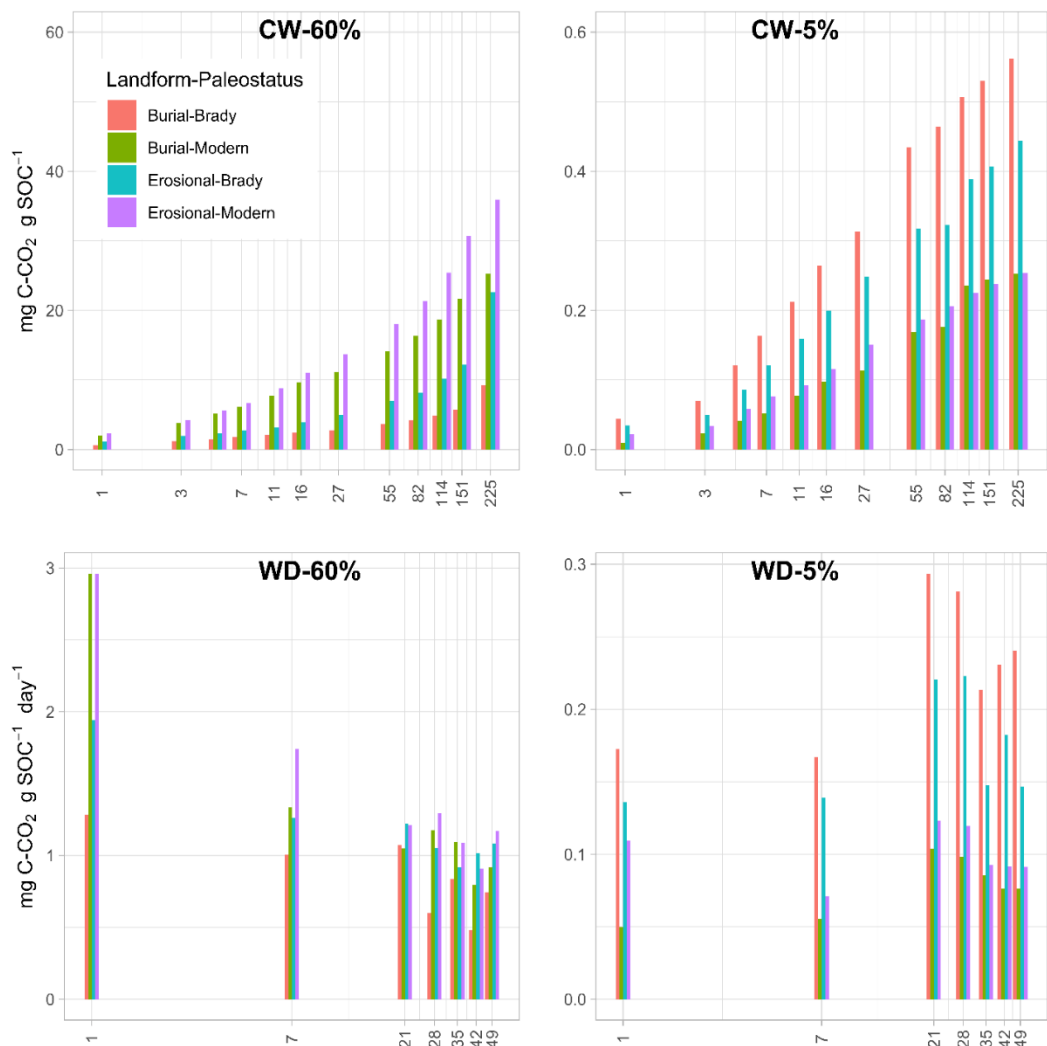 CW-60%
CW-5%
mg C-CO₂ g SOC⁻¹
60
40
20
0
Landform-Paleostatus
Burial-Brady
Burial-Modern
Erosional-Brady
Erosional-Modern
1 3 7 11 16 27 55 82 114 151 225
0.6
0.4
0.2
0.0
1 3 7 11 16 27 55 82 114 151 225
WD-60%
WD-5%
mg C-CO₂ g SOC⁻¹ day⁻¹
3
2
1
0
1 7 21 28 35 42 49
0.3
0.2
0.1
0.0
1 7 21 28 35 42 49